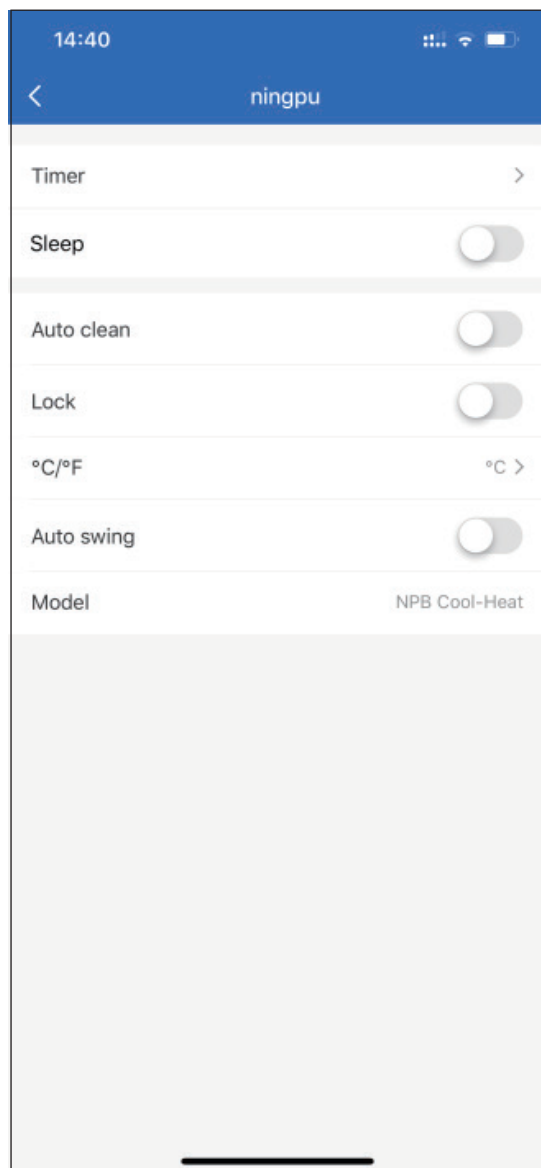 14:40
ningpu
Timer
Sleep
Auto clean
Lock
°C/°F °C
Auto swing
Model NPB Cool-Heat